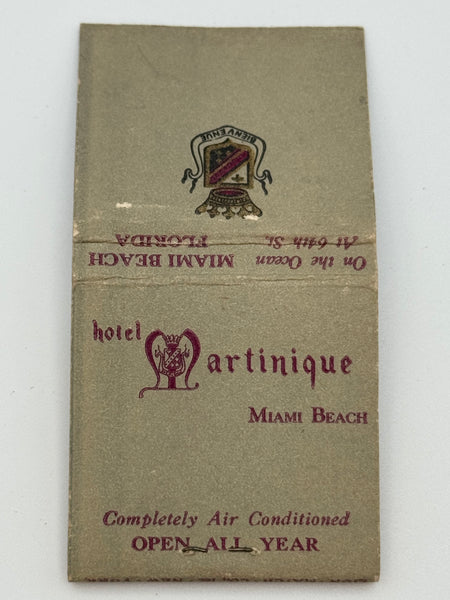 BIENVENUE
On the Ocean MIAMI BEACH
At 64th St. FLORIDA
hotel
Martinique
MIAMI BEACH
Completely Air Conditioned
OPEN ALL YEAR